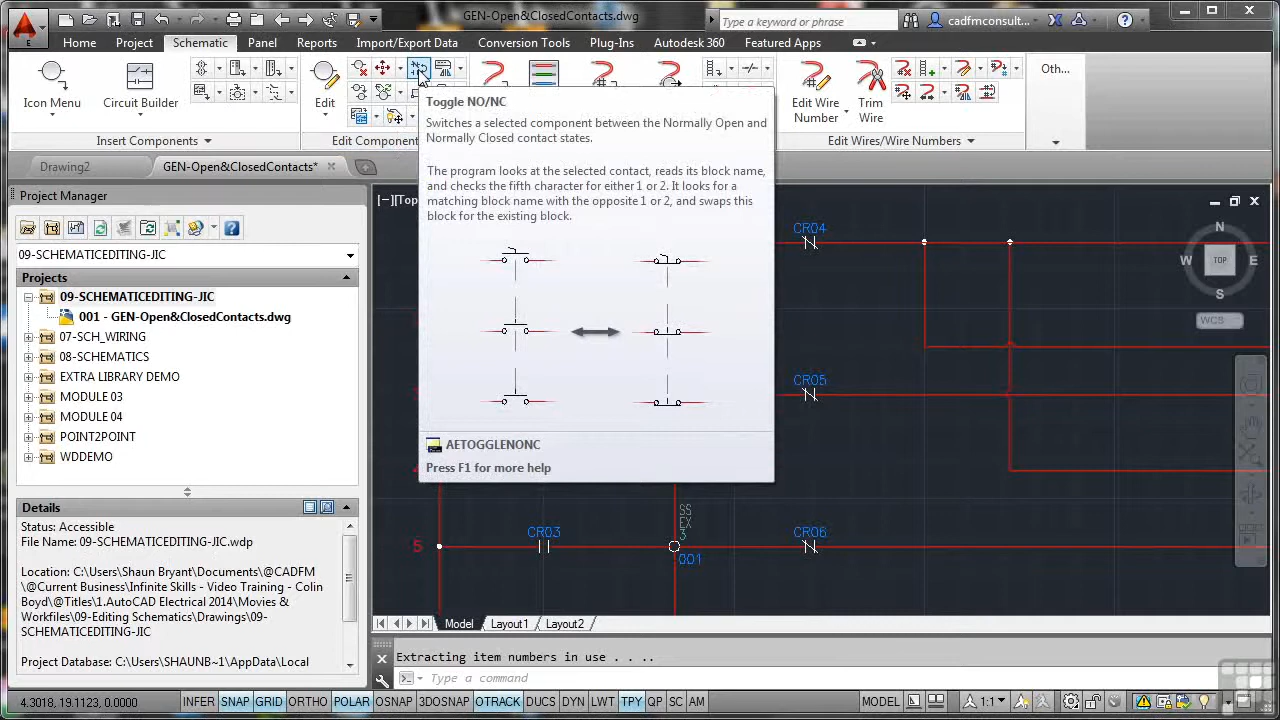 GEN-Open&ClosedContacts.dwg
Type a keyword or phrase
cadfmconsult...
E
Home
Project
Schematic
Panel
Reports
Import/Export Data
Conversion Tools
Plug-Ins
Autodesk 360
Featured Apps
Icon Menu
Circuit Builder
Edit
Edit Wire
Number
Trim
Wire
Oth...
Insert Components
Edit Components
Edit Wires/Wire Numbers
Drawing2
GEN-Open&ClosedContacts*
Toggle NO/NC
Switches a selected component between the Normally Open and
Normally Closed contact states.
The program looks at the selected contact, reads its block name,
and checks the fifth character for either 1 or 2. It looks for a
matching block name with the opposite 1 or 2, and swaps this
block for the existing block.
AETOGGLENONC
Press F1 for more help
Project Manager
09-SCHEMATICEDITING-JIC
Projects
09-SCHEMATICEDITING-JIC
001 - GEN-Open&ClosedContacts.dwg
07-SCH_WIRING
08-SCHEMATICS
EXTRA LIBRARY DEMO
MODULE 03
MODULE 04
POINT2POINT
WDDEMO
Details
Status: Accessible
File Name: 09-SCHEMATICEDITING-JIC.wdp
Location: C:\Users\Shaun Bryant\Documents\@CADFM
\@Current Business\Infinite Skills - Video Training - Colin
Boyd\@Titles\1.AutoCAD Electrical 2014\Movies &
Workfiles\09-Editing Schematics\Drawings\09-
SCHEMATICEDITING-JIC
Project Database: C:\Users\SHAUNB~1\AppData\Local
[−][Top
CR04
N
W
TOP
E
S
WCS
CR05
SS
EX
3
CR03
CR06
5
001
Model
Layout1
Layout2
Extracting item numbers in use . . ..
Type a command
4.3018, 19.1123, 0.0000
INFER
SNAP
GRID
ORTHO
POLAR
OSNAP
3DOSNAP
OTRACK
DUCS
DYN
LWT
TPY
QP
SC
AM
MODEL
1:1